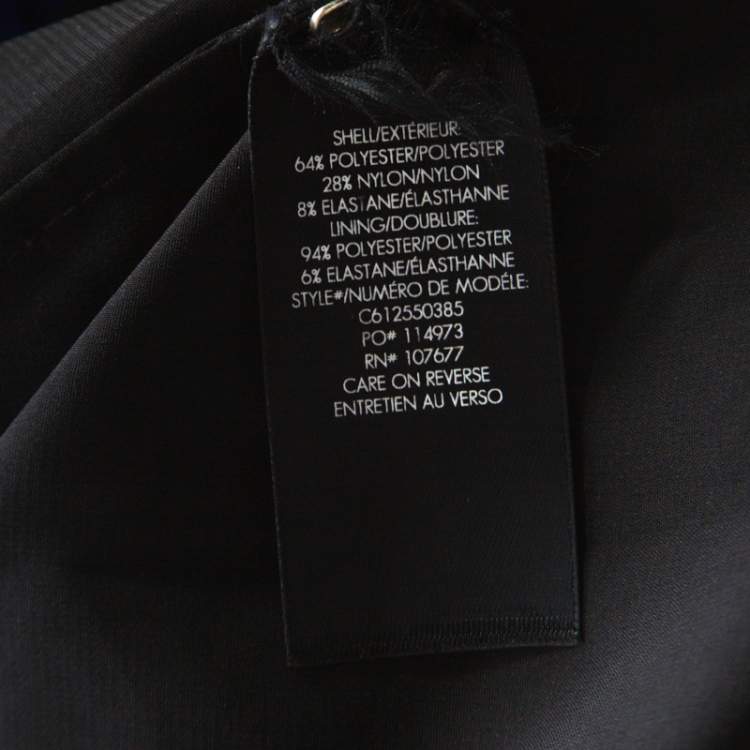 SHELL/EXTÉRIEUR:
64% POLYESTER/POLYESTER
28% NYLON/NYLON
8% ELASTANE/ÉLASTHANNE
LINING/DOUBLURE:
94% POLYESTER/POLYESTER
6% ELASTANE/ÉLASTHANNE
STYLE#/NUMÉRO DE MODÉLE:
C612550385
PO# 114973
RN# 107677
CARE ON REVERSE
ENTRETIEN AU VERSO